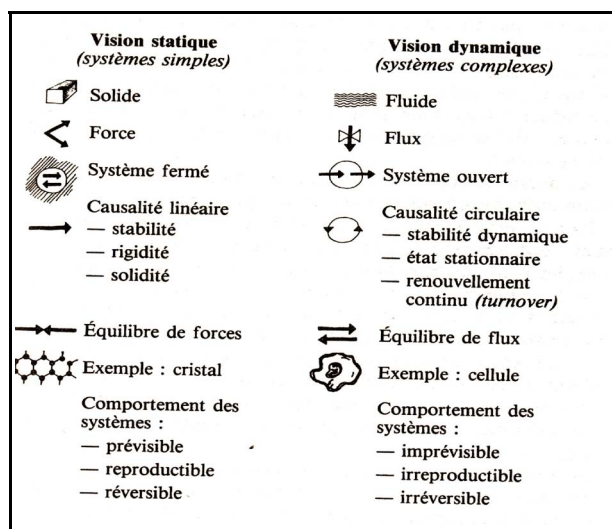 Vision statique
(systèmes simples)
Solide
Force
Système fermé
Causalité linéaire
— stabilité
— rigidité
— solidité
Équilibre de forces
Exemple : cristal
Comportement des
systèmes :
— prévisible
— reproductible
— réversible
Vision dynamique
(systèmes complexes)
Fluide
Flux
Système ouvert
Causalité circulaire
— stabilité dynamique
— état stationnaire
— renouvellement
continu (turnover)
Équilibre de flux
Exemple : cellule
Comportement des
systèmes :
— imprévisible
— irreproductible
— irréversible